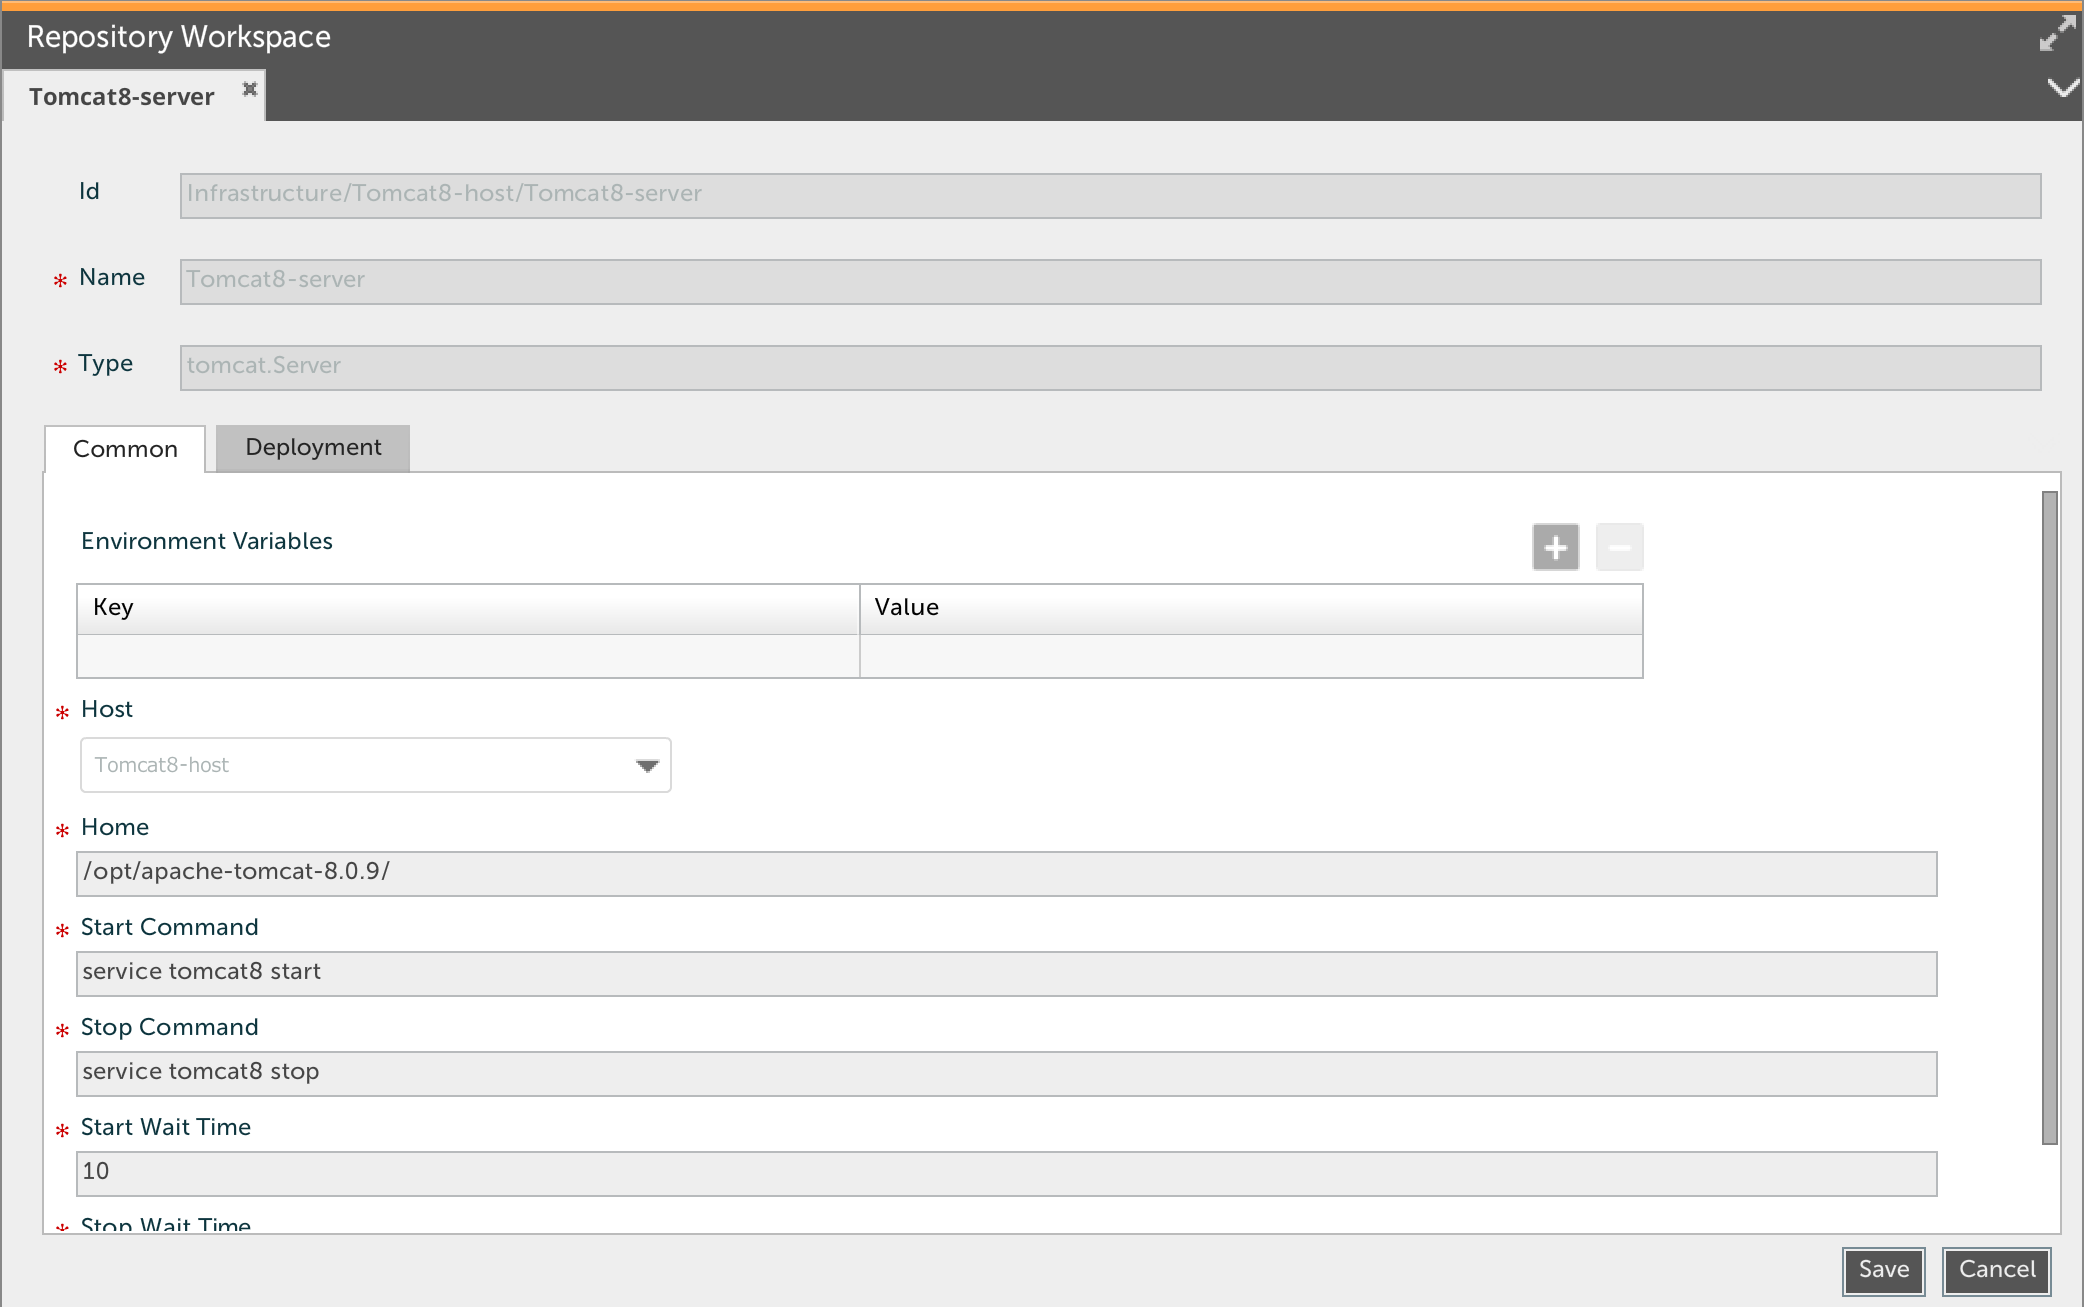 Repository Workspace
Tomcat8-server
Id
Infrastructure/Tomcat8-host/Tomcat8-server
* Name
Tomcat8-server
* Type
tomcat.Server
Common Deployment
Environment Variables
Key Value
* Host
Tomcat8-host
* Home
/opt/apache-tomcat-8.0.9/
* Start Command
service tomcat8 start
* Stop Command
service tomcat8 stop
* Start Wait Time
10
* Stop Wait Time
Save Cancel